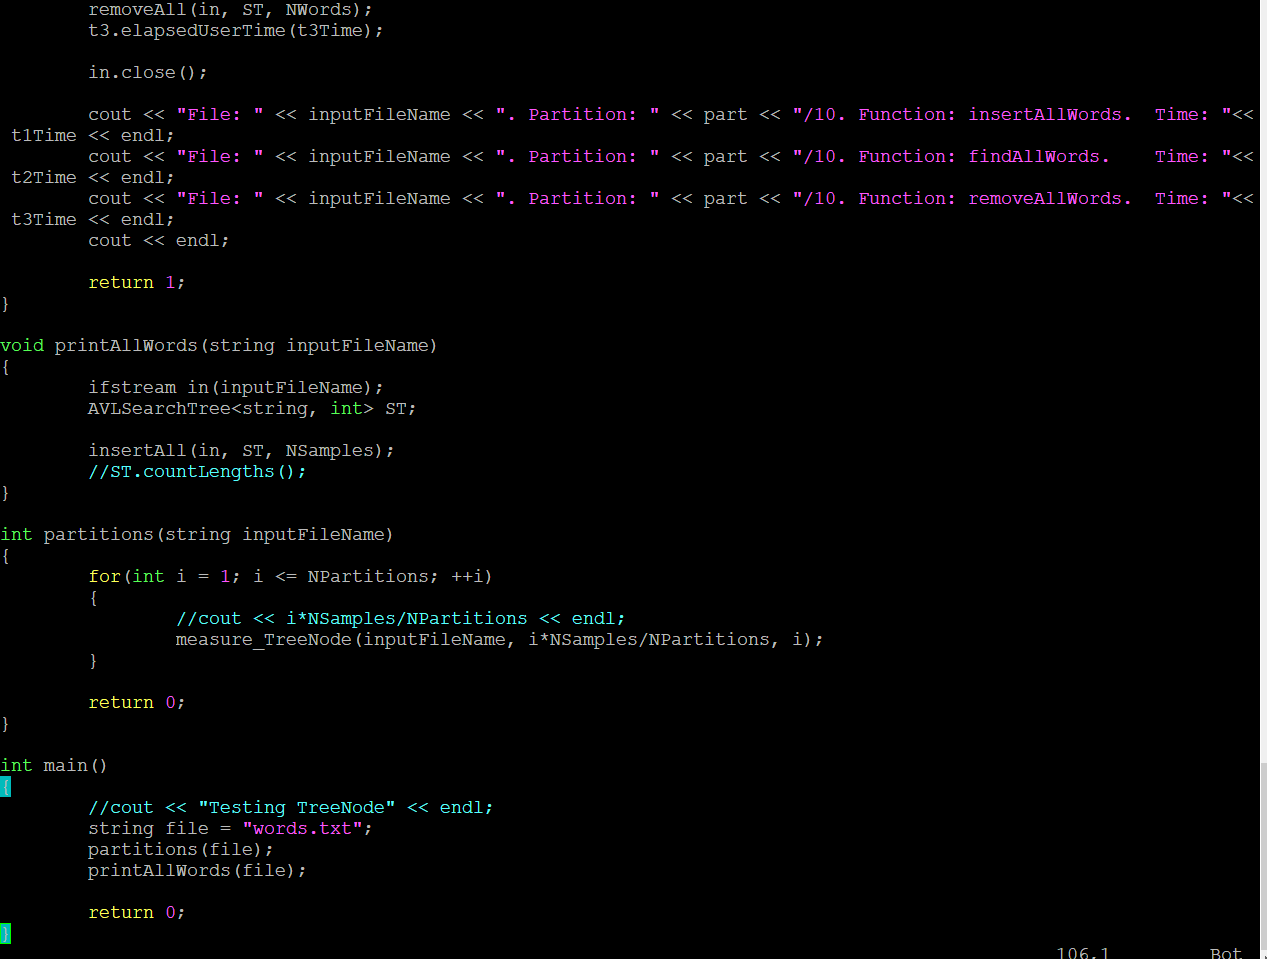 removeAll(in, ST, NWords);
        t3.elapsedUserTime(t3Time);

        in.close();

        cout << "File: " << inputFileName << ". Partition: " << part << "/10. Function: insertAllWords.  Time: "<<
 t1Time << endl;
        cout << "File: " << inputFileName << ". Partition: " << part << "/10. Function: findAllWords.    Time: "<<
 t2Time << endl;
        cout << "File: " << inputFileName << ". Partition: " << part << "/10. Function: removeAllWords.  Time: "<<
 t3Time << endl;
        cout << endl;

        return 1;
}

void printAllWords(string inputFileName)
{
        ifstream in(inputFileName);
        AVLSearchTree<string, int> ST;

        insertAll(in, ST, NSamples);
        //ST.countLengths();
}

int partitions(string inputFileName)
{
        for(int i = 1; i <= NPartitions; ++i)
        {
                //cout << i*NSamples/NPartitions << endl;
                measure_TreeNode(inputFileName, i*NSamples/NPartitions, i);
        }

        return 0;
}

int main()
{
        //cout << "Testing TreeNode" << endl;
        string file = "words.txt";
        partitions(file);
        printAllWords(file);

        return 0;
}
106,1         Bot